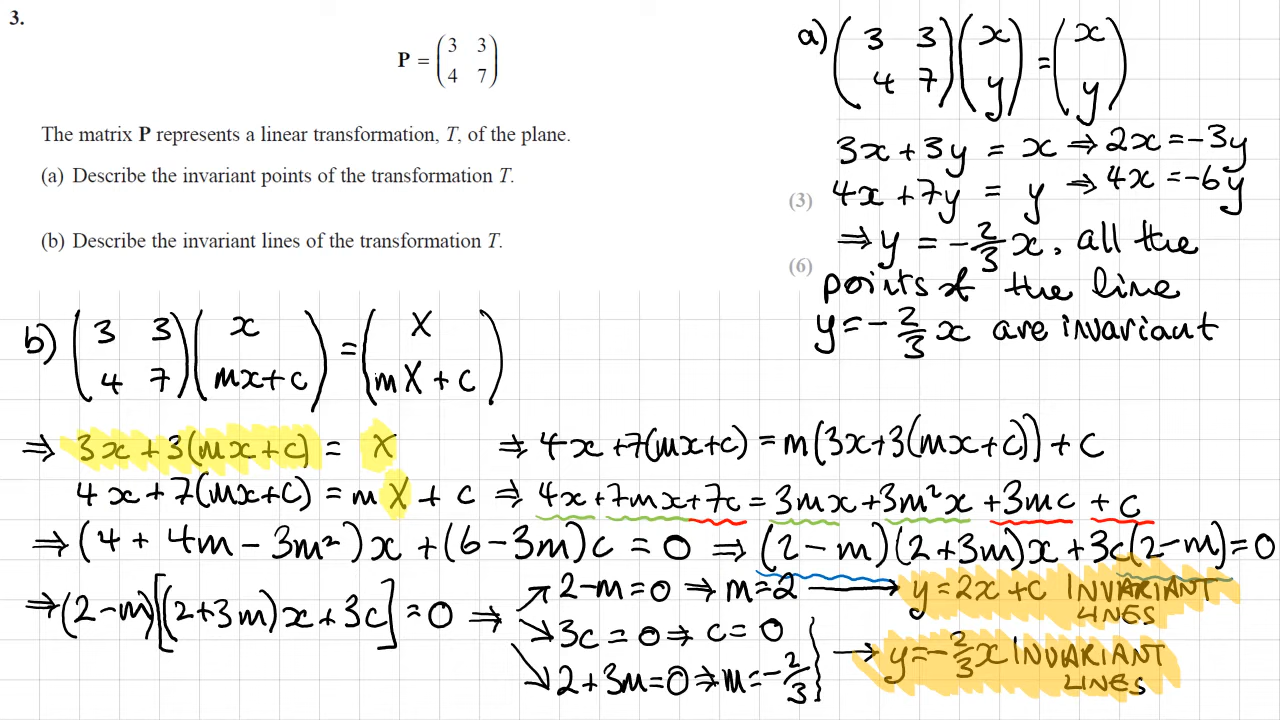 3.
P = (3 3
4 7)
The matrix P represents a linear transformation, T, of the plane.
(a) Describe the invariant points of the transformation T.
(3)
(b) Describe the invariant lines of the transformation T.
(6)
a) (3 3
4 7)(x
y) = (x
y)
3x + 3y = x ⇒ 2x = -3y
4x + 7y = y ⇒ 4x = -6y
⇒ y = -2/3 x, all the
points of the line
y = -2/3 x are invariant
b) (3 3
4 7)(x
mx+c) = (X
mX + c)
⇒ 3x + 3(mx+c) = X ⇒ 4x + 7(mx+c) = m(3x+3(mx+c)) + c
4x + 7(mx+c) = mX + c ⇒ 4x + 7mx + 7c = 3mx + 3m²x + 3mc + c
⇒ (4 + 4m - 3m²)x + (6 - 3m)c = 0 ⇒ (2-m)(2+3m)x + 3c(2-m) = 0
⇒ (2-m)[(2+3m)x + 3c] = 0 ⇒ 2-m=0 ⇒ m=2 → y = 2x + c INVARIANT LINES
3c = 0 ⇒ c = 0
2+3m=0 ⇒ m = -2/3 → y = -2/3 x INVARIANT LINES